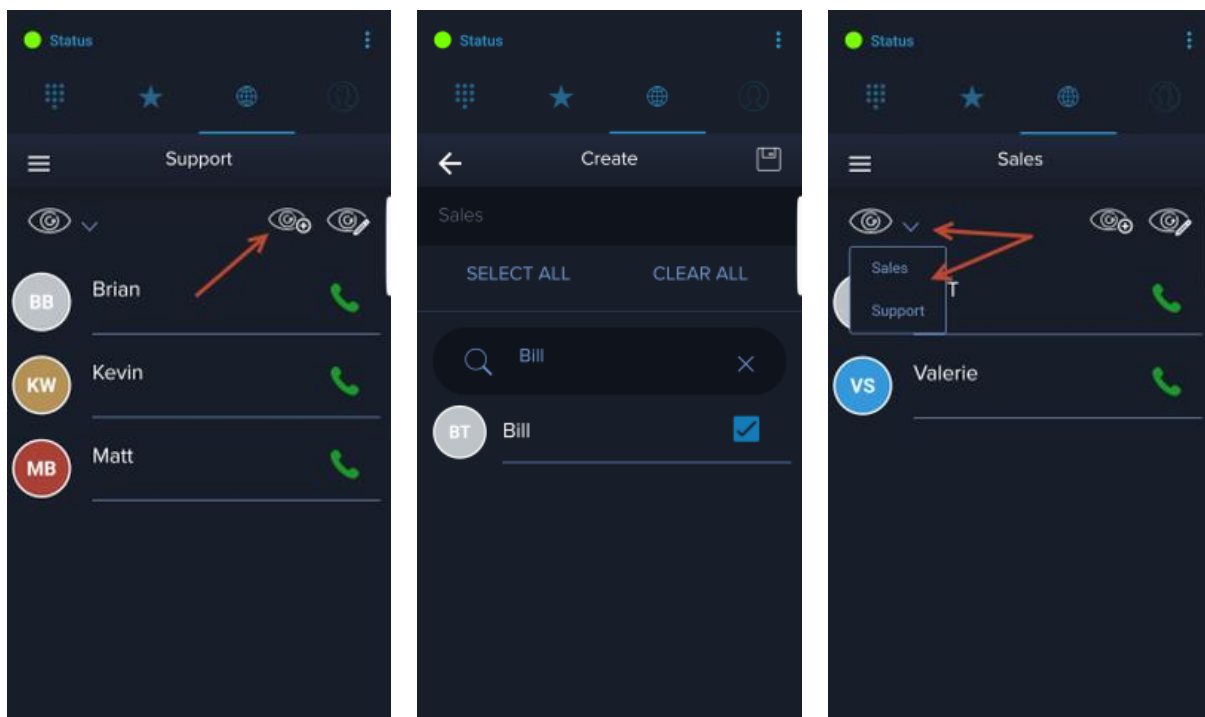 Status
Support
BB Brian
KW Kevin
MB Matt
Status
Create
Sales
SELECT ALL CLEAR ALL
Bill
BT Bill
Status
Sales
Sales
T
Support
VS Valerie